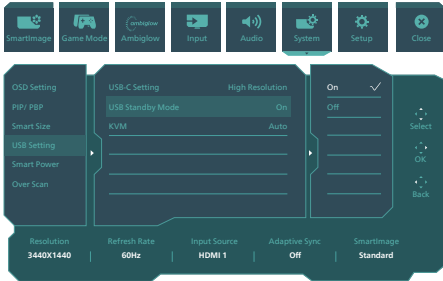 SmartImage Game Mode Ambiglow Input Audio System Setup Close
ambiglow
OSD Setting USB-C Setting High Resolution On
PIP/ PBP USB Standby Mode On Off
Smart Size KVM Auto Select
USB Setting
Smart Power OK
Over Scan Back
Resolution Refresh Rate Input Source Adaptive Sync SmartImage
3440X1440 | 60Hz | HDMI 1 | Off | Standard